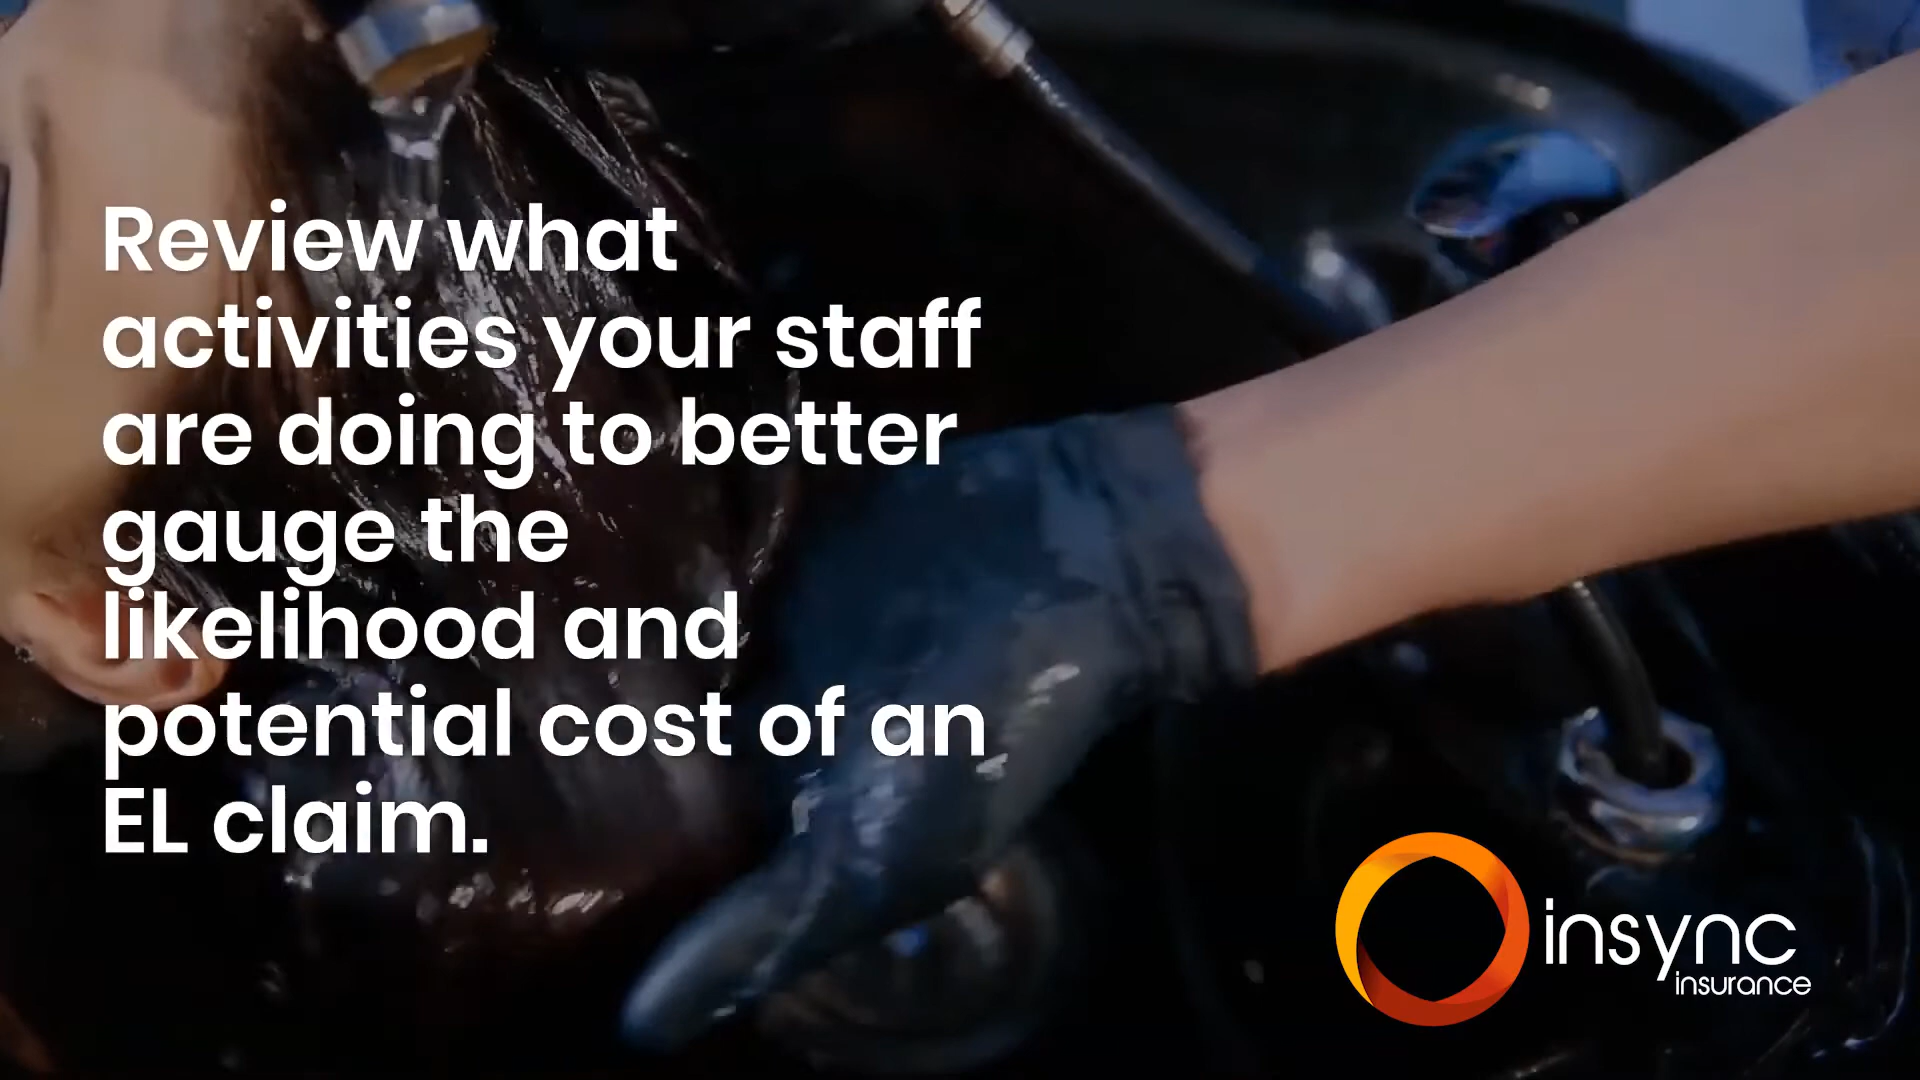 Review what
activities your staff
are doing to better
gauge the
likelihood and
potential cost of an
EL claim.
insync
insurance